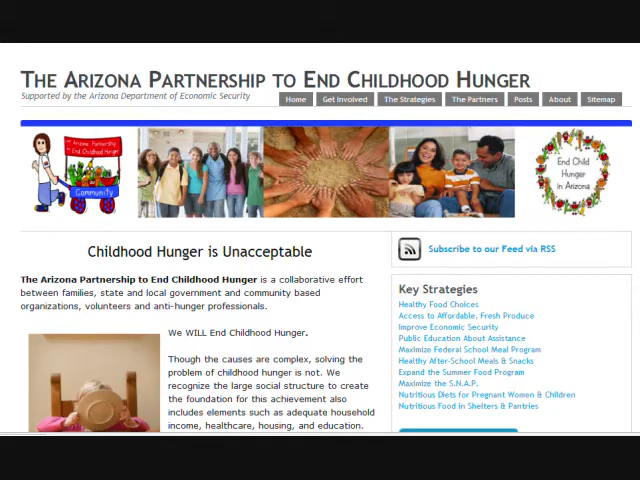 THE ARIZONA PARTNERSHIP TO END CHILDHOOD HUNGER
Supported by the Arizona Department of Economic Security
Home
Get Involved
The Strategies
The Partners
Posts
About
Sitemap
Arizona Partnership
to End Childhood Hunger
Community
End Child
Hunger
in Arizona
Childhood Hunger is Unacceptable
The Arizona Partnership to End Childhood Hunger is a collaborative effort
between families, state and local government and community based
organizations, volunteers and anti-hunger professionals.
We WILL End Childhood Hunger.
Though the causes are complex, solving the
problem of childhood hunger is not. We
recognize the large social structure to create
the foundation for this achievement also
includes elements such as adequate household
income, healthcare, housing, and education.
Subscribe to our Feed via RSS
Key Strategies
Healthy Food Choices
Access to Affordable, Fresh Produce
Improve Economic Security
Public Education About Assistance
Maximize Federal School Meal Program
Healthy After-School Meals & Snacks
Expand the Summer Food Program
Maximize the S.N.A.P.
Nutritious Diets for Pregnant Women & Children
Nutritious Food in Shelters & Pantries